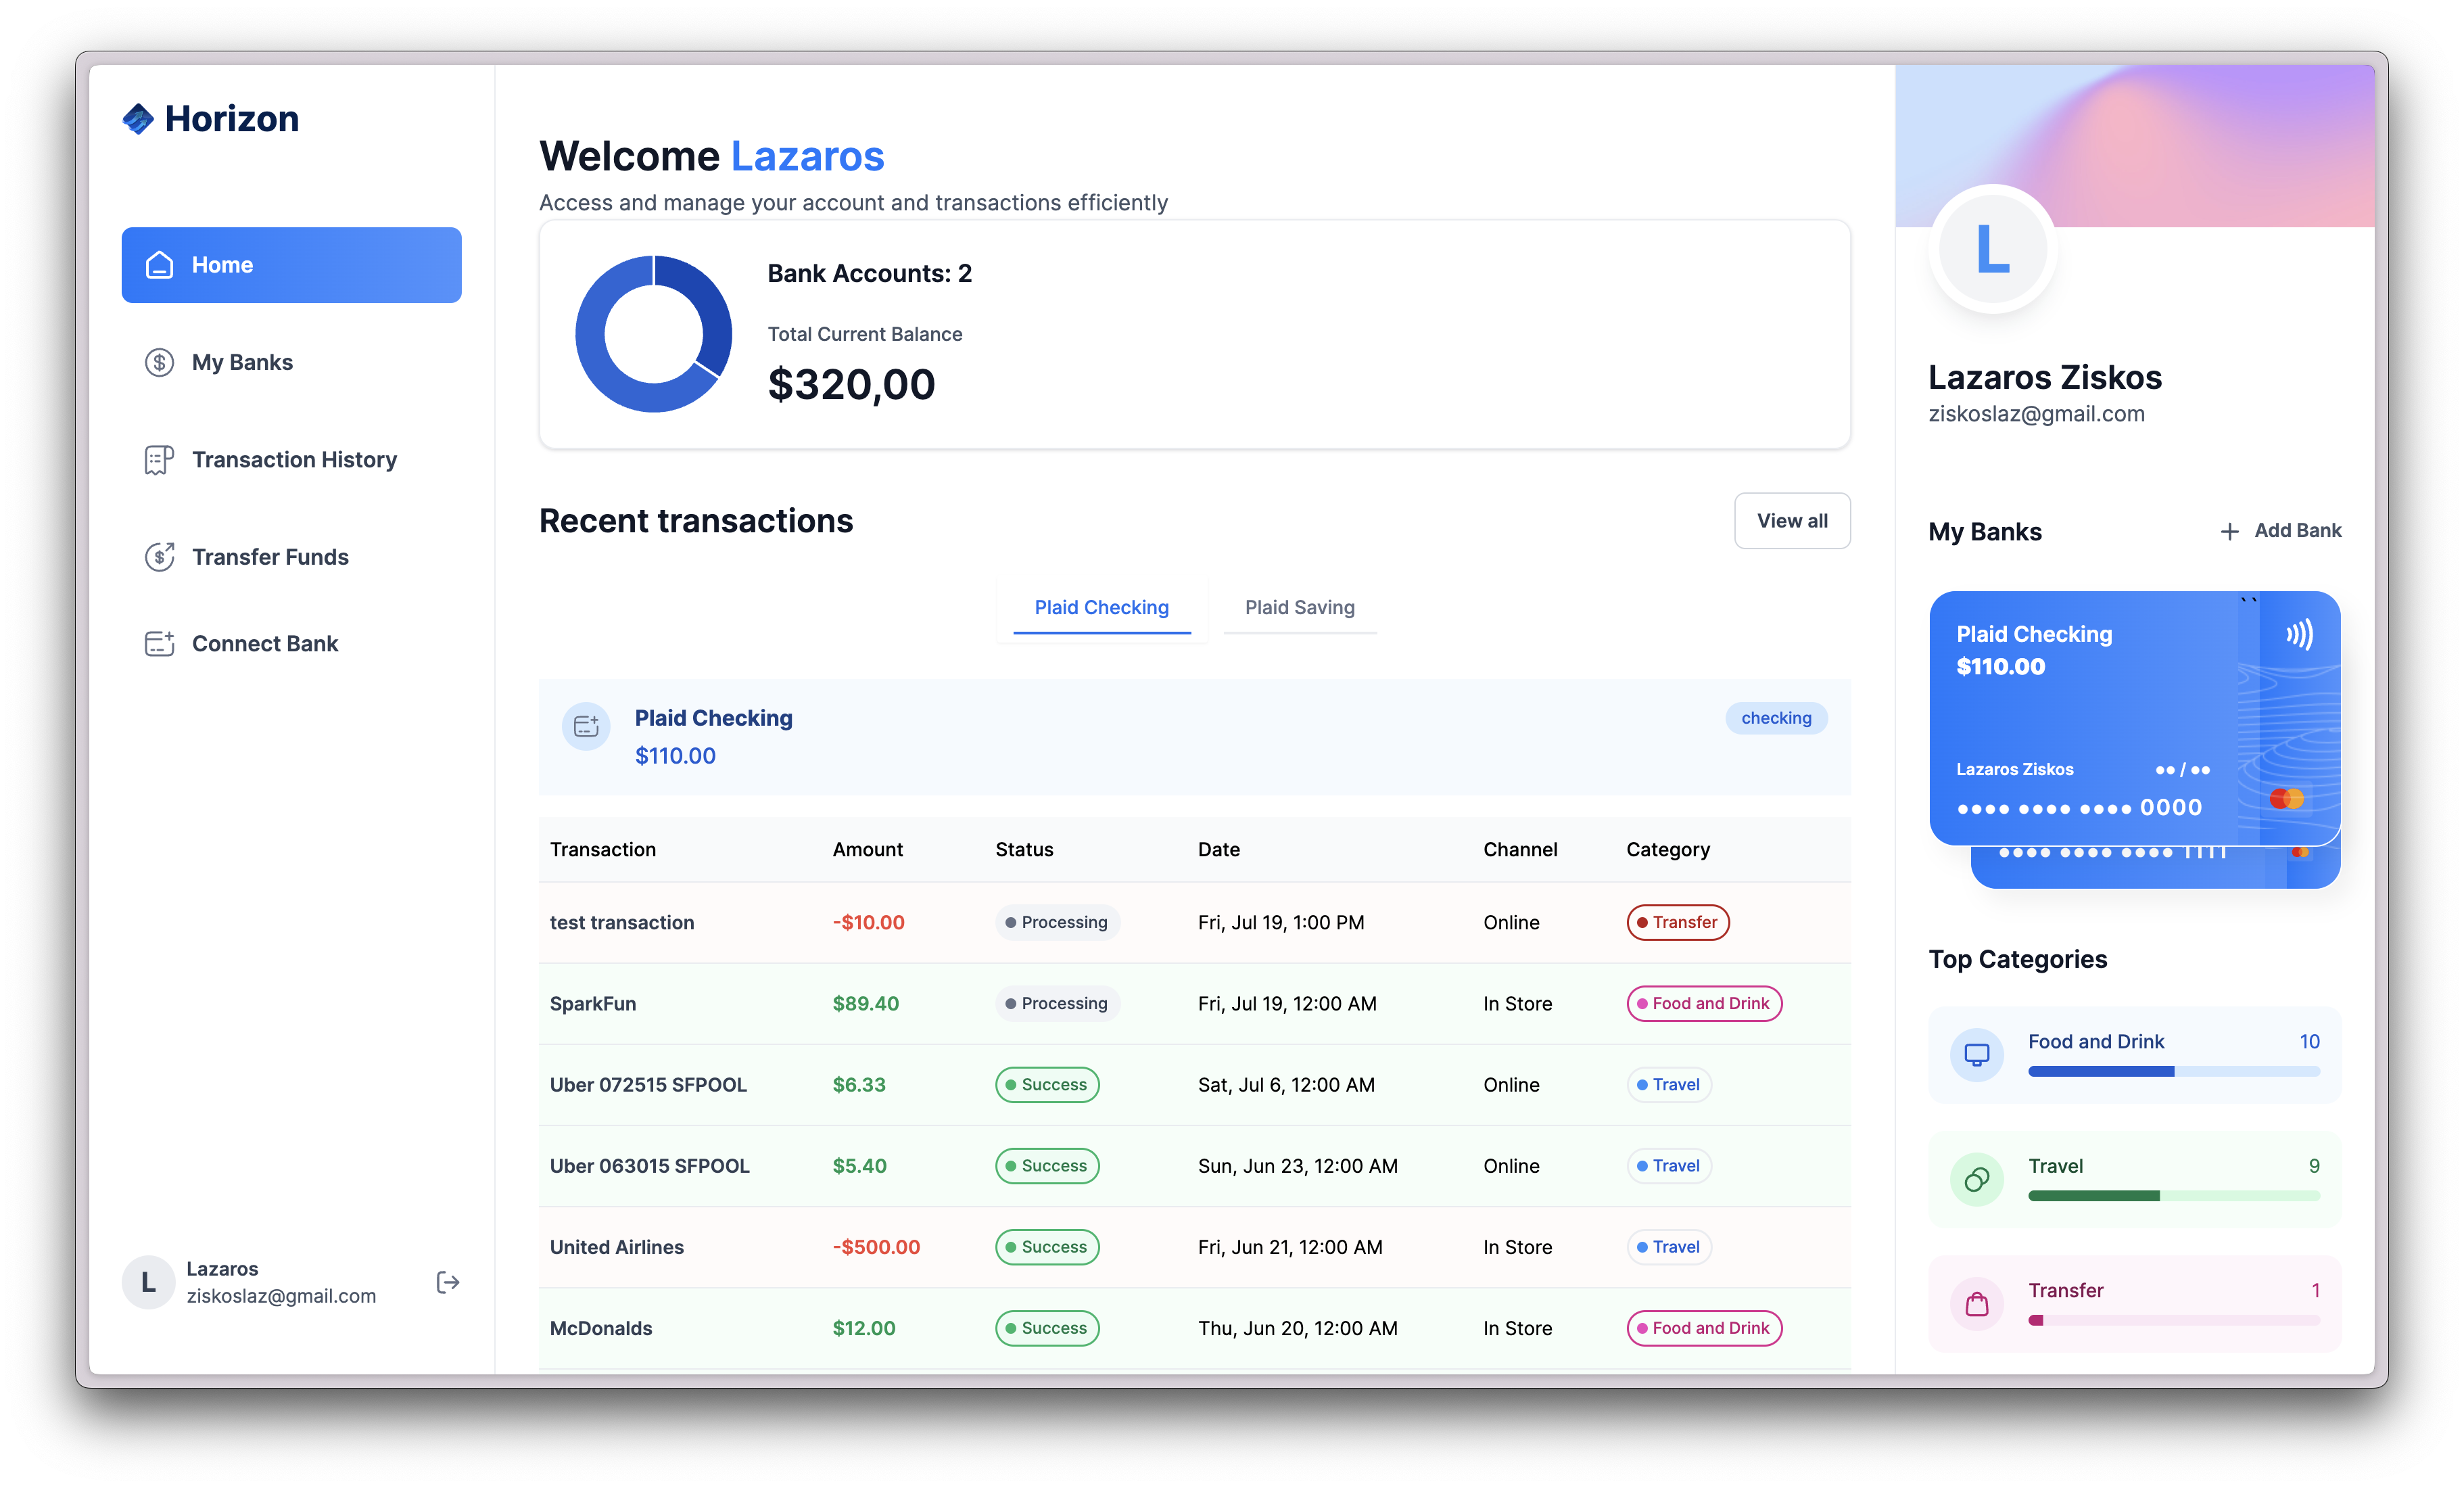 Horizon
Home
My Banks
Transaction History
Transfer Funds
Connect Bank
L
Lazaros
ziskoslaz@gmail.com
Welcome Lazaros
Access and manage your account and transactions efficiently
Bank Accounts: 2
Total Current Balance
$320,00
Recent transactions
View all
Plaid Checking Plaid Saving
Plaid Checking
$110.00
checking
Transaction Amount Status Date Channel Category
test transaction -$10.00 Processing Fri, Jul 19, 1:00 PM Online Transfer
SparkFun $89.40 Processing Fri, Jul 19, 12:00 AM In Store Food and Drink
Uber 072515 SFPOOL $6.33 Success Sat, Jul 6, 12:00 AM Online Travel
Uber 063015 SFPOOL $5.40 Success Sun, Jun 23, 12:00 AM Online Travel
United Airlines -$500.00 Success Fri, Jun 21, 12:00 AM In Store Travel
McDonalds $12.00 Success Thu, Jun 20, 12:00 AM In Store Food and Drink
L
Lazaros Ziskos
ziskoslaz@gmail.com
My Banks
+ Add Bank
Plaid Checking
$110.00
Lazaros Ziskos ●● / ●●
●●●● ●●●● ●●●● 0000
●●●● ●●●● ●●●● 1111
Top Categories
Food and Drink 10
Travel 9
Transfer 1